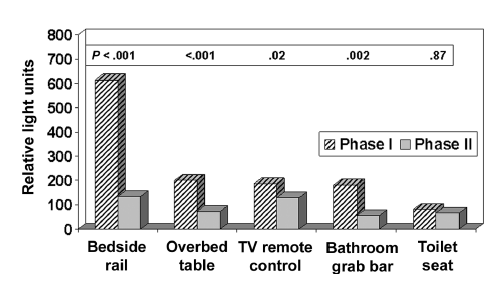 800
700
600
500
400
300
200
100
0
Relative light units
P < .001 <.001 .02 .002 .87
Phase I Phase II
Bedside rail
Overbed table
TV remote control
Bathroom grab bar
Toilet seat